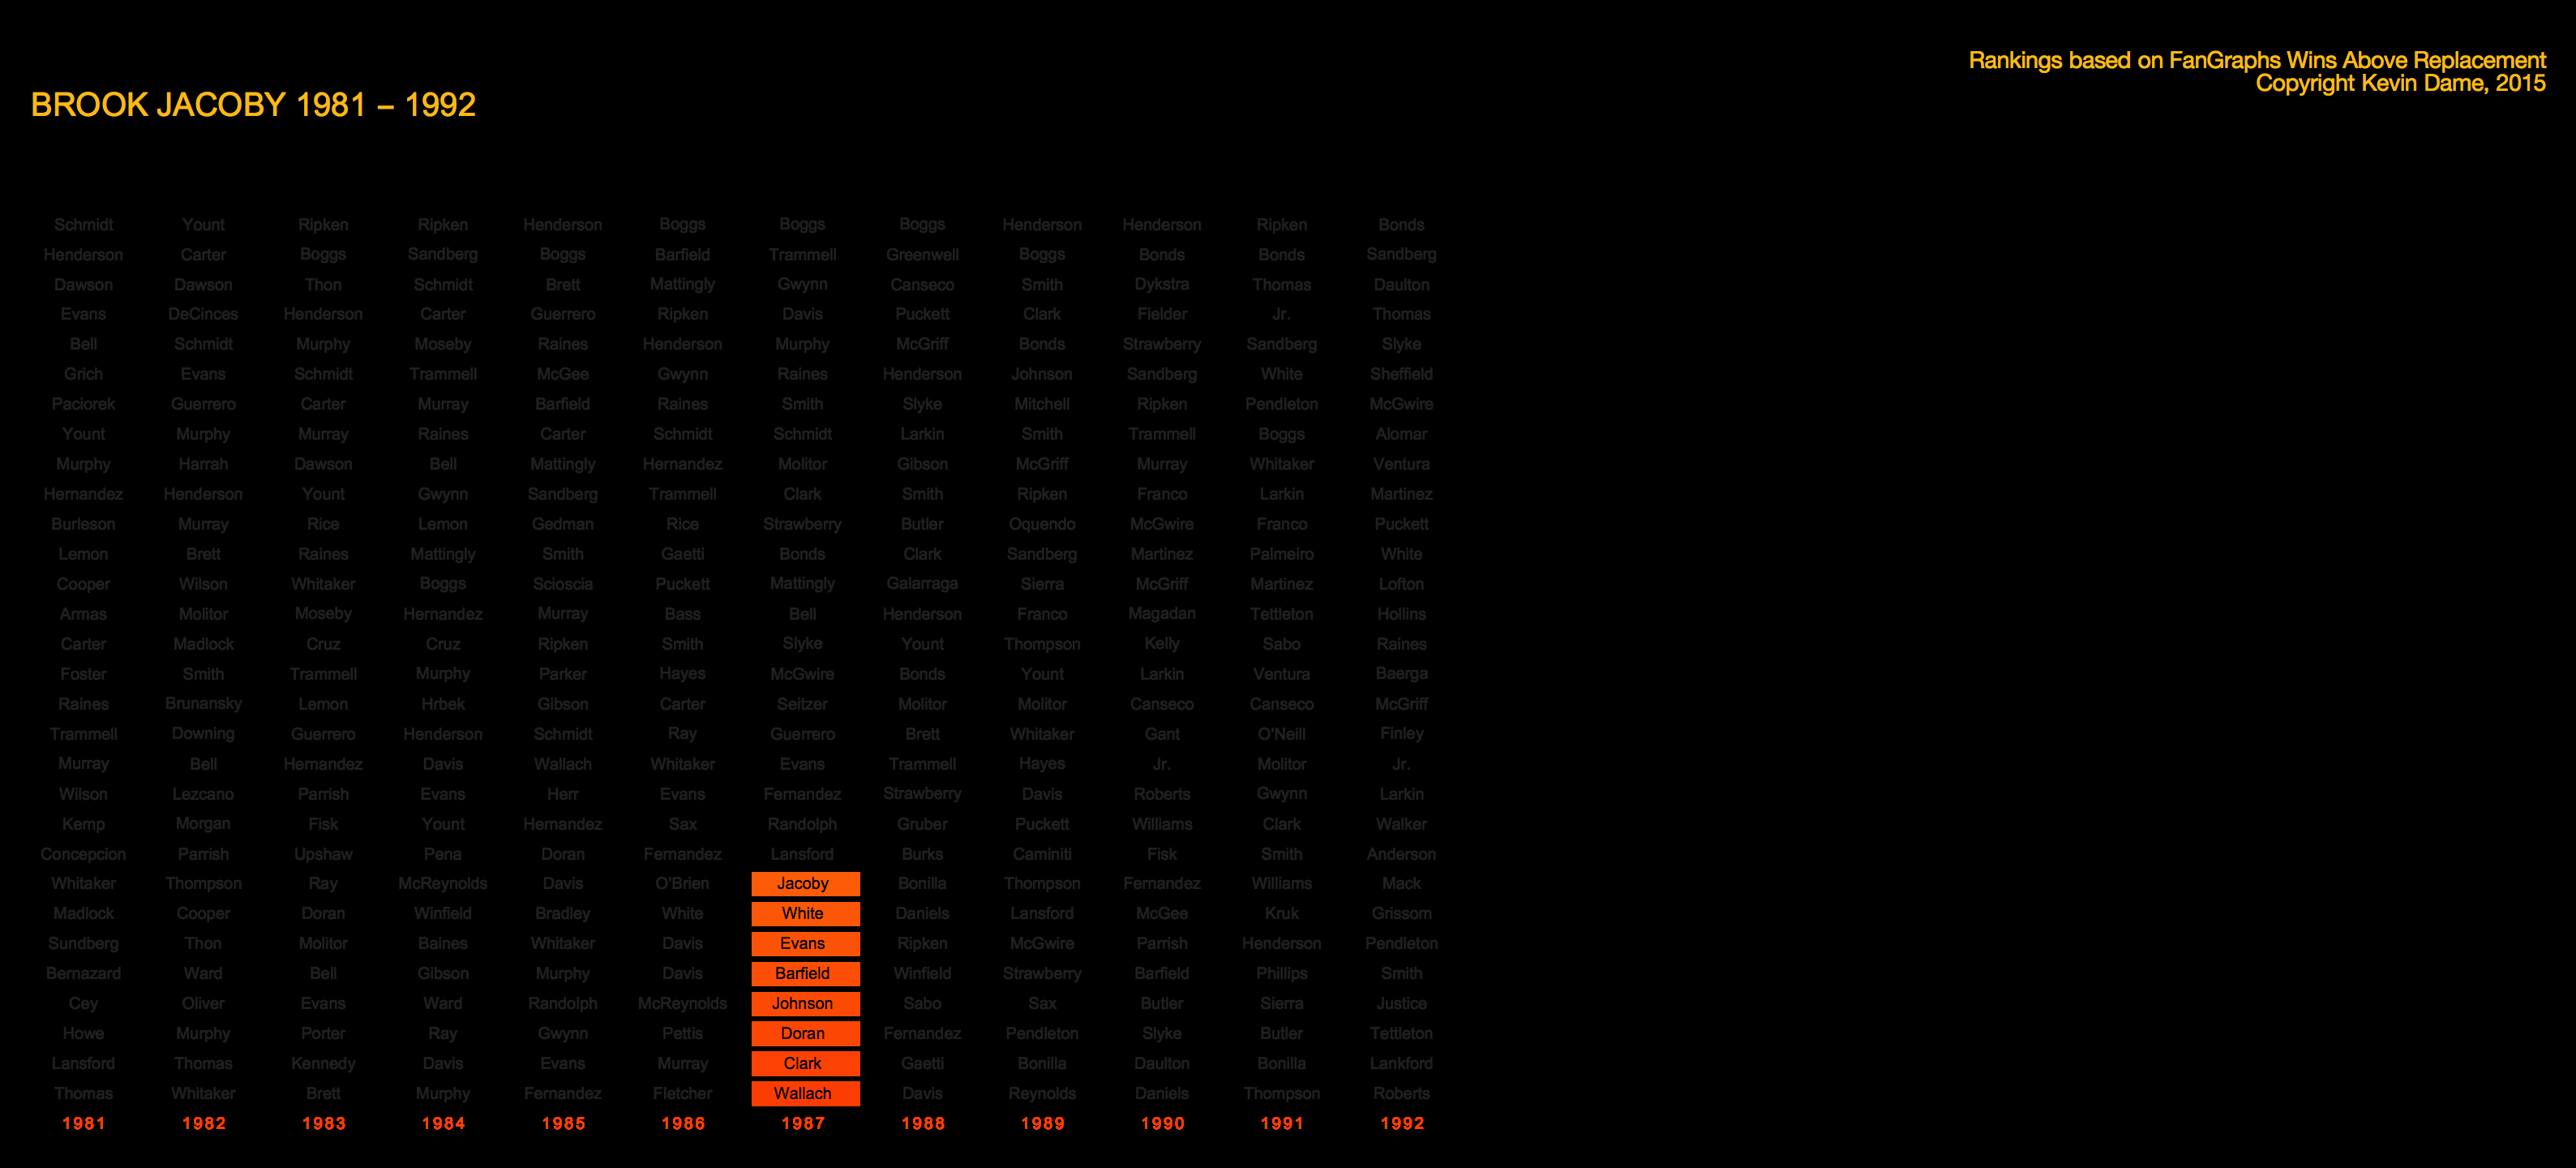 Rankings based on FanGraphs Wins Above Replacement
Copyright Kevin Dame, 2015
BROOK JACOBY 1981 – 1992
Schmidt Yount Ripken Ripken Henderson Boggs Boggs Boggs Henderson Henderson Ripken Bonds
Henderson Carter Boggs Sandberg Boggs Barfield Trammell Greenwell Boggs Bonds Bonds Sandberg
Dawson Dawson Thon Schmidt Brett Mattingly Gwynn Canseco Smith Dykstra Thomas Daulton
Evans DeCinces Henderson Carter Guerrero Ripken Davis Puckett Clark Fielder Jr. Thomas
Bell Schmidt Murphy Moseby Raines Henderson Murphy McGriff Bonds Strawberry Sandberg Slyke
Grich Evans Schmidt Trammell McGee Gwynn Raines Henderson Johnson Sandberg White Sheffield
Paciorek Guerrero Carter Murray Barfield Raines Smith Slyke Mitchell Ripken Pendleton McGwire
Yount Murphy Murray Raines Carter Schmidt Schmidt Larkin Smith Trammell Boggs Alomar
Murphy Harrah Dawson Bell Mattingly Hernandez Molitor Gibson McGriff Murray Whitaker Ventura
Hernandez Henderson Yount Gwynn Sandberg Trammell Clark Smith Ripken Franco Larkin Martinez
Burleson Murray Rice Lemon Gedman Rice Strawberry Butler Oquendo McGwire Franco Puckett
Lemon Brett Raines Mattingly Smith Gaetti Bonds Clark Sandberg Martinez Palmeiro White
Cooper Wilson Whitaker Boggs Scioscia Puckett Mattingly Galarraga Sierra McGriff Martinez Lofton
Armas Molitor Moseby Hernandez Murray Bass Bell Henderson Franco Magadan Tettleton Hollins
Carter Madlock Cruz Cruz Ripken Smith Slyke Yount Thompson Kelly Sabo Raines
Foster Smith Trammell Murphy Parker Hayes McGwire Bonds Yount Larkin Ventura Baerga
Raines Brunansky Lemon Hrbek Gibson Carter Seitzer Molitor Molitor Canseco Canseco McGriff
Trammell Downing Guerrero Henderson Schmidt Ray Guerrero Brett Whitaker Gant O'Neill Finley
Murray Bell Hernandez Davis Wallach Whitaker Evans Trammell Hayes Jr. Molitor Jr.
Wilson Lezcano Parrish Evans Herr Evans Fernandez Strawberry Davis Roberts Gwynn Larkin
Kemp Morgan Fisk Yount Hernandez Sax Randolph Gruber Puckett Williams Clark Walker
Concepcion Parrish Upshaw Pena Doran Fernandez Lansford Burks Caminiti Fisk Smith Anderson
Whitaker Thompson Ray McReynolds Davis O'Brien Jacoby Bonilla Thompson Fernandez Williams Mack
Madlock Cooper Doran Winfield Bradley White White Daniels Lansford McGee Kruk Grissom
Sundberg Thon Molitor Baines Whitaker Davis Evans Ripken McGwire Parrish Henderson Pendleton
Bernazard Ward Bell Gibson Murphy Davis Barfield Winfield Strawberry Barfield Phillips Smith
Cey Oliver Evans Ward Randolph McReynolds Johnson Sabo Sax Butler Sierra Justice
Howe Murphy Porter Ray Gwynn Pettis Doran Fernandez Pendleton Slyke Butler Tettleton
Lansford Thomas Kennedy Davis Evans Murray Clark Gaetti Bonilla Daulton Bonilla Lankford
Thomas Whitaker Brett Murphy Fernandez Fletcher Wallach Davis Reynolds Daniels Thompson Roberts
1981 1982 1983 1984 1985 1986 1987 1988 1989 1990 1991 1992